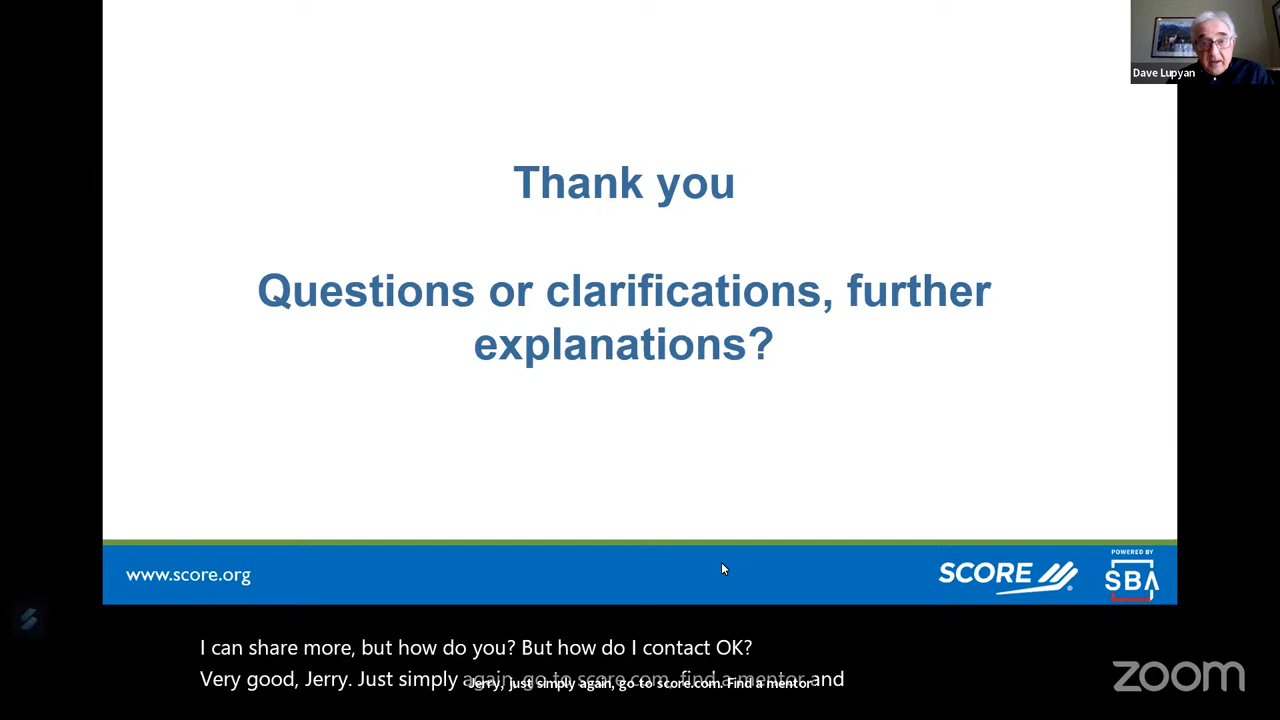 Dave Lupyan
Thank you
Questions or clarifications, further
explanations?
www.score.org
SCORE
POWERED BY
SBA
I can share more, but how do you? But how do I contact OK?
Very good, Jerry. Just simply again, go to score.com, find a mentor and
Jerry, just simply again, go to score.com. Find a mentor
zoom